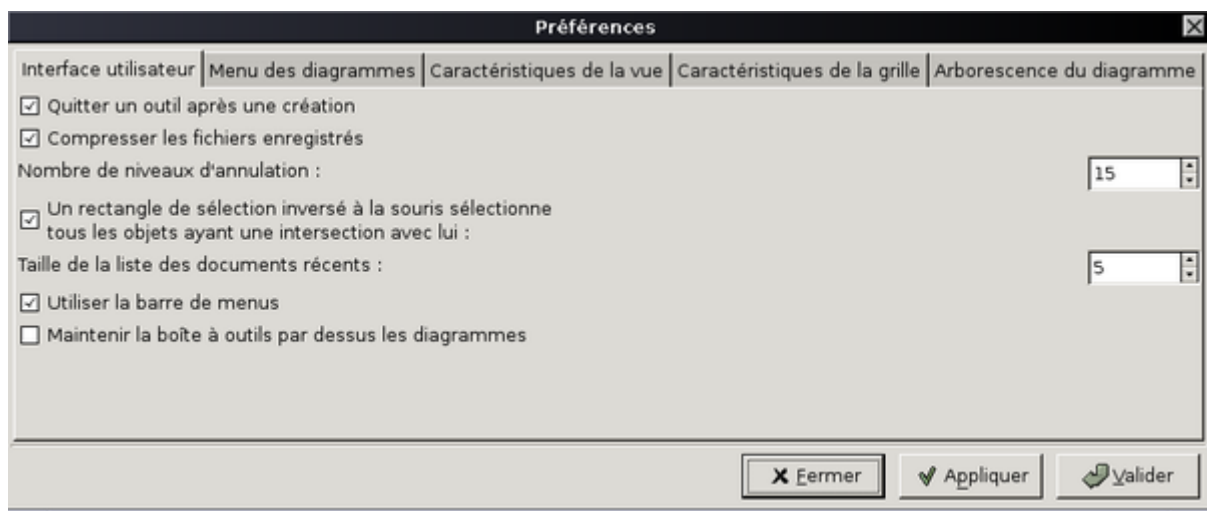 Préférences
Interface utilisateur Menu des diagrammes Caractéristiques de la vue Caractéristiques de la grille Arborescence du diagramme
Quitter un outil après une création
Compresser les fichiers enregistrés
Nombre de niveaux d'annulation : 15
Un rectangle de sélection inversé à la souris sélectionne
tous les objets ayant une intersection avec lui :
Taille de la liste des documents récents : 5
Utiliser la barre de menus
Maintenir la boîte à outils par dessus les diagrammes
Fermer Appliquer Valider